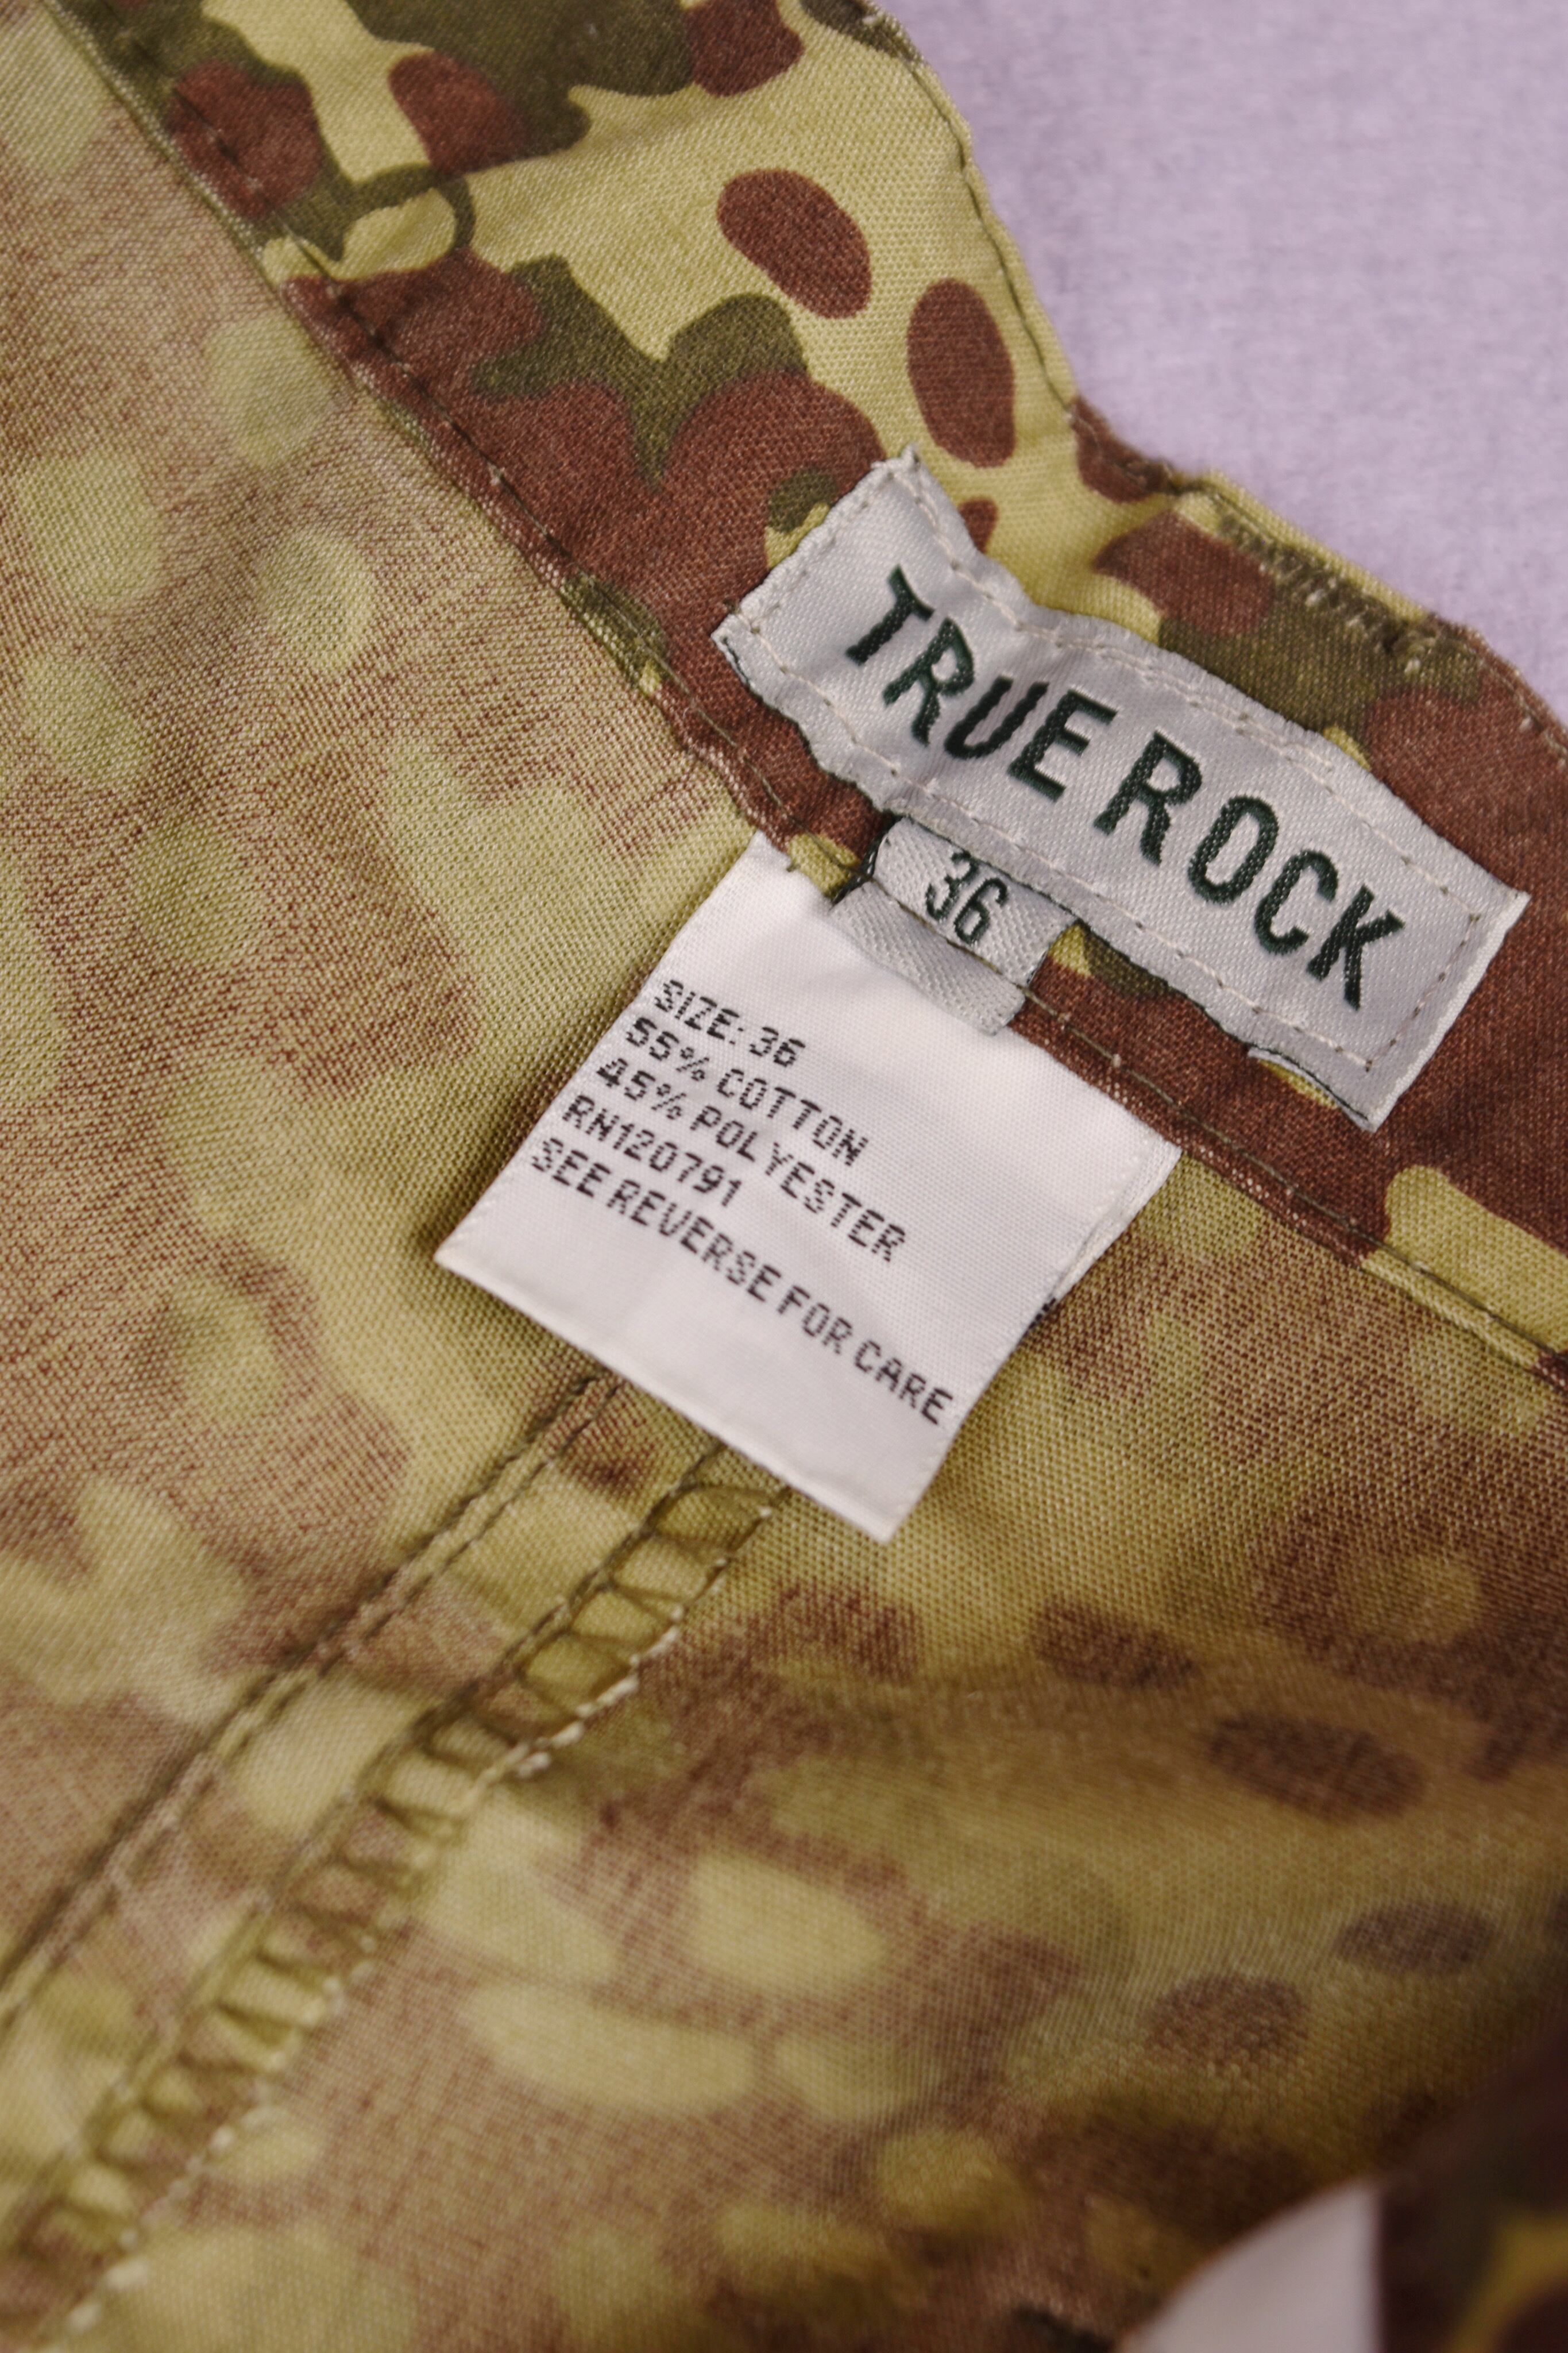 TRUE ROCK
36
SIZE: 36
55% COTTON
45% POLYESTER
RN120791
SEE REVERSE FOR CARE